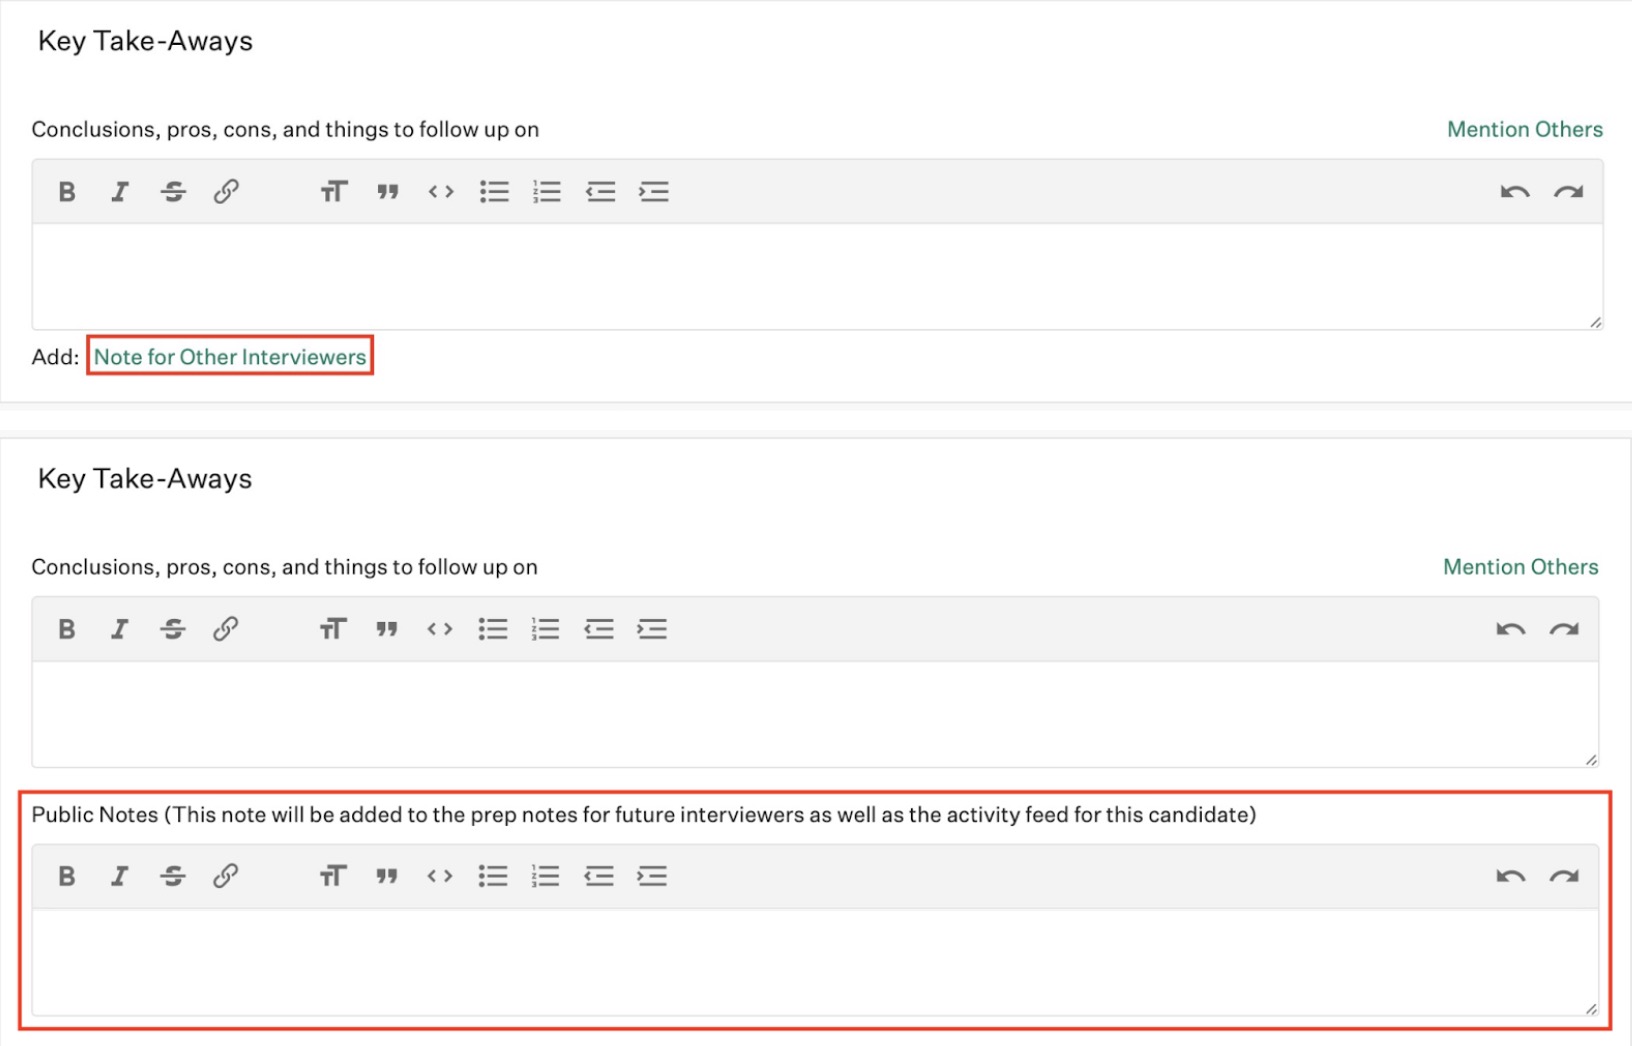 Key Take-Aways
Conclusions, pros, cons, and things to follow up on
Mention Others
Add: Note for Other Interviewers
Key Take-Aways
Conclusions, pros, cons, and things to follow up on
Mention Others
Public Notes (This note will be added to the prep notes for future interviewers as well as the activity feed for this candidate)